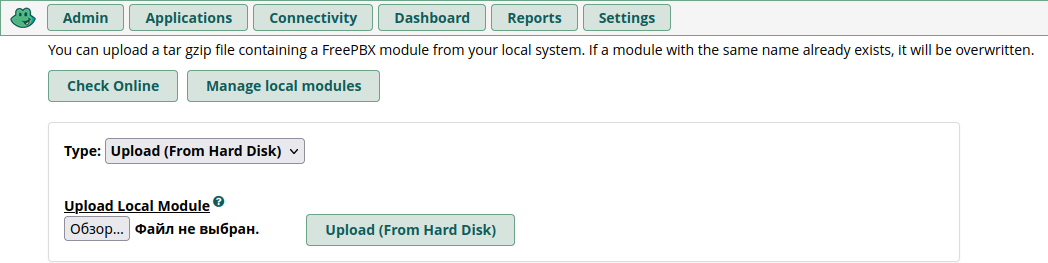 Admin Applications Connectivity Dashboard Reports Settings
You can upload a tar gzip file containing a FreePBX module from your local system. If a module with the same name already exists, it will be overwritten.
Check Online Manage local modules
Type: Upload (From Hard Disk)
Upload Local Module ?
Обзор... Файл не выбран. Upload (From Hard Disk)